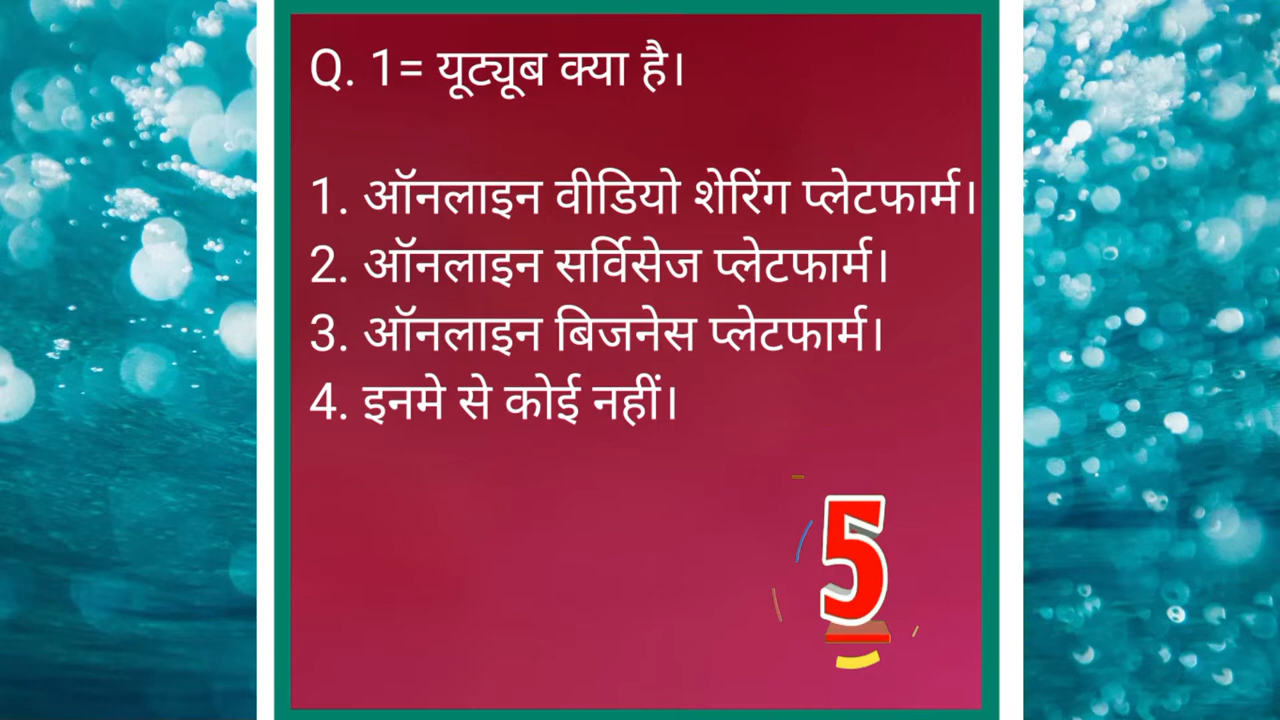 Q. 1= यूट्यूब क्या है।
1. ऑनलाइन वीडियो शेरिंग प्लेटफार्म।
2. ऑनलाइन सर्विसेज प्लेटफार्म।
3. ऑनलाइन बिजनेस प्लेटफार्म।
4. इनमे से कोई नहीं।
5